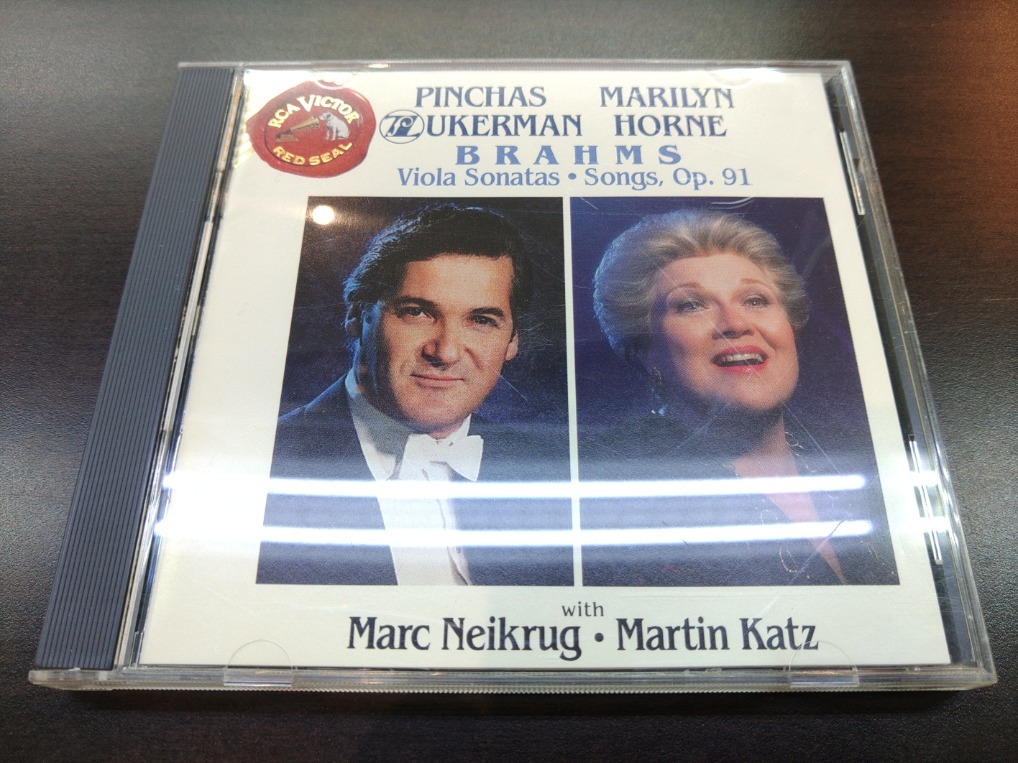 RCA VICTOR
RED SEAL
PINCHAS MARILYN
ZUKERMAN HORNE
BRAHMS
Viola Sonatas • Songs, Op. 91
with
Marc Neikrug • Martin Katz